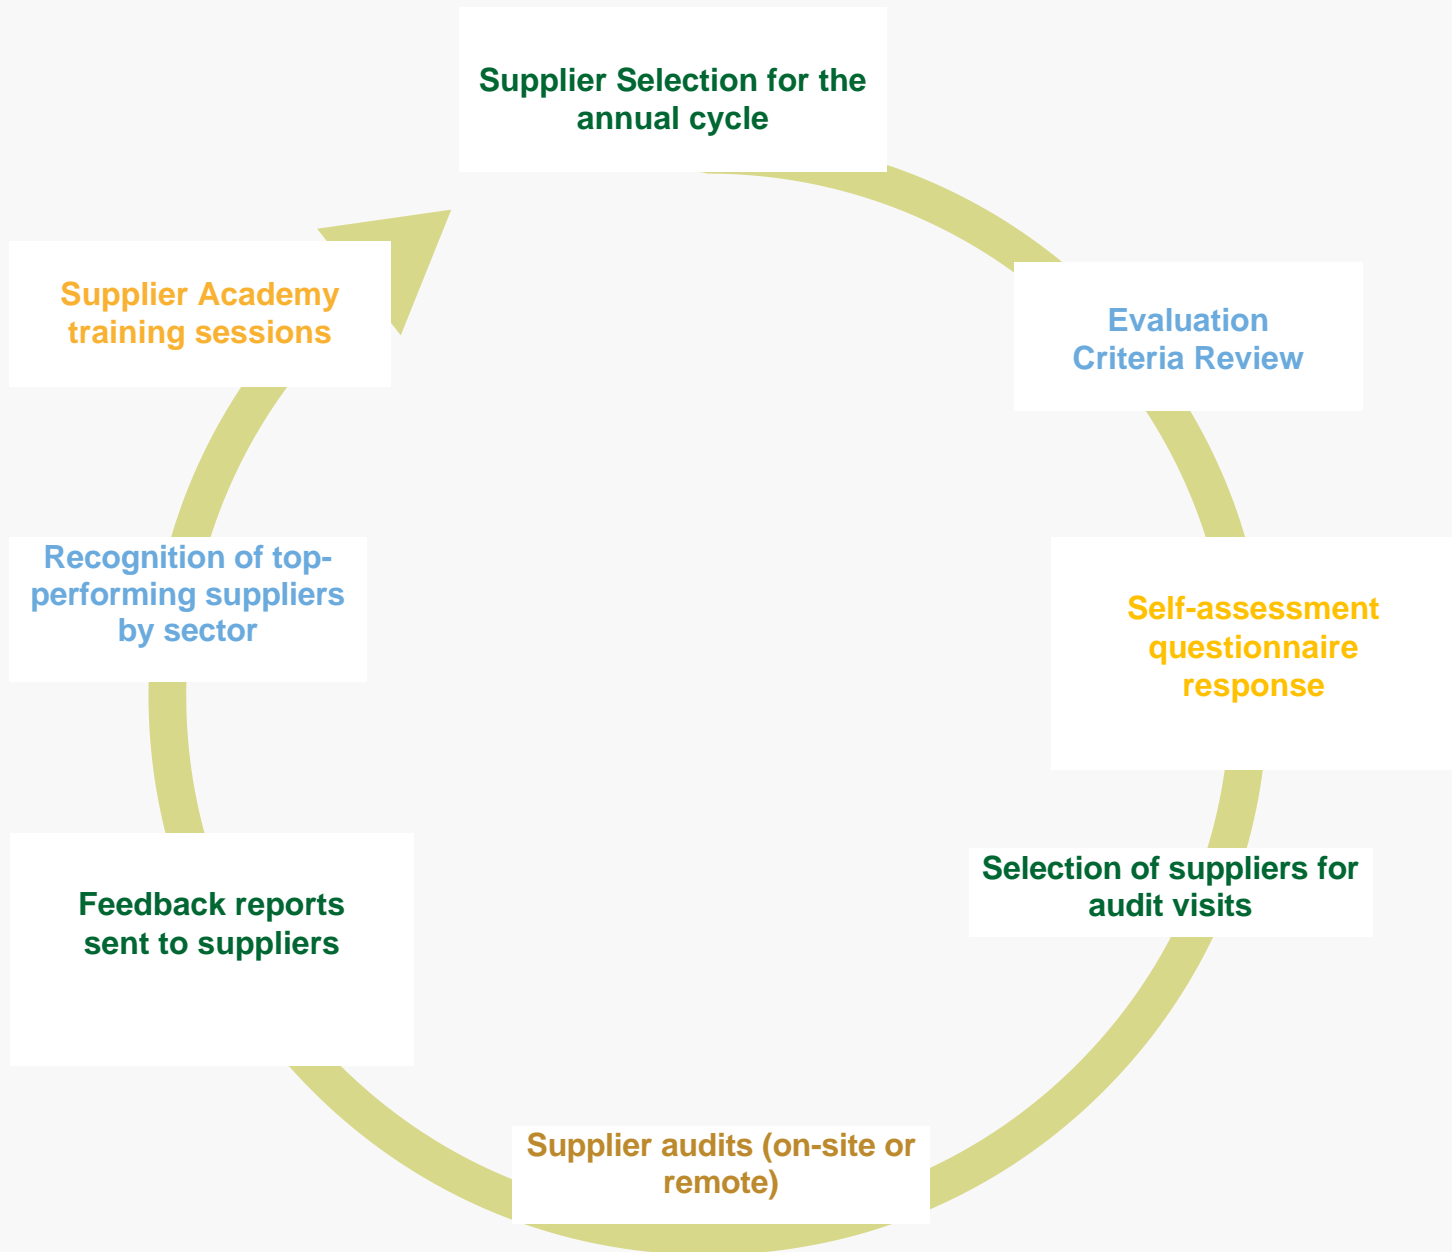 Supplier Selection for the
annual cycle
Evaluation
Criteria Review
Self-assessment
questionnaire
response
Selection of suppliers for
audit visits
Supplier audits (on-site or
remote)
Feedback reports
sent to suppliers
Recognition of top-
performing suppliers
by sector
Supplier Academy
training sessions